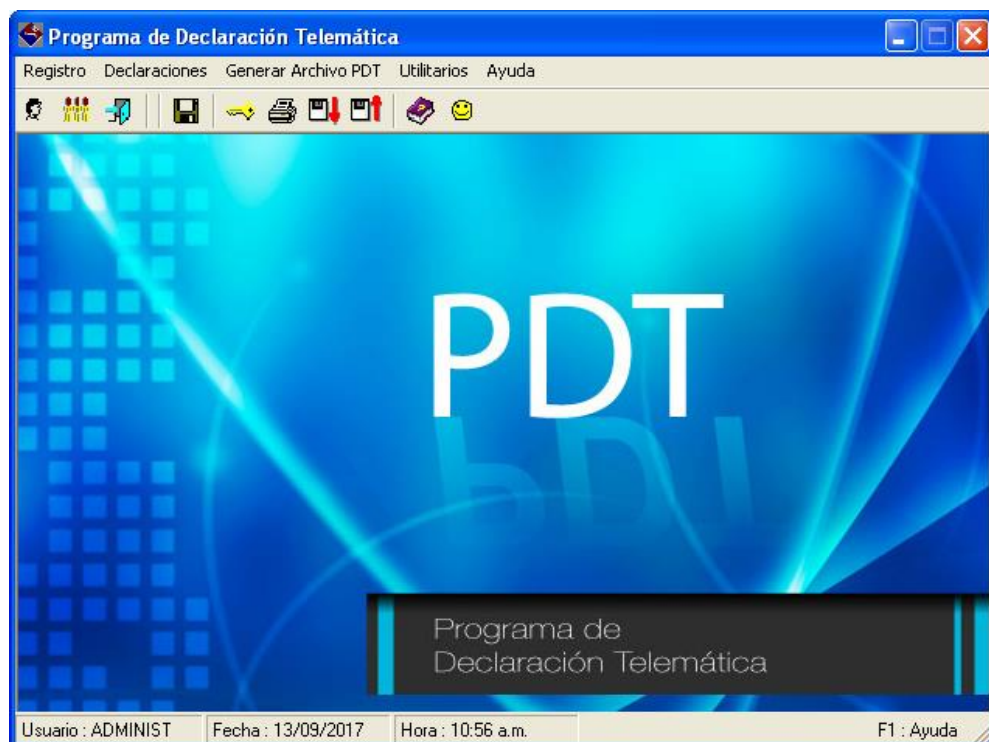 Programa de Declaración Telemática
Registro Declaraciones Generar Archivo PDT Utilitarios Ayuda
PDT
Programa de
Declaración Telemática
Usuario : ADMINIST Fecha : 13/09/2017 Hora : 10:56 a.m. F1 : Ayuda